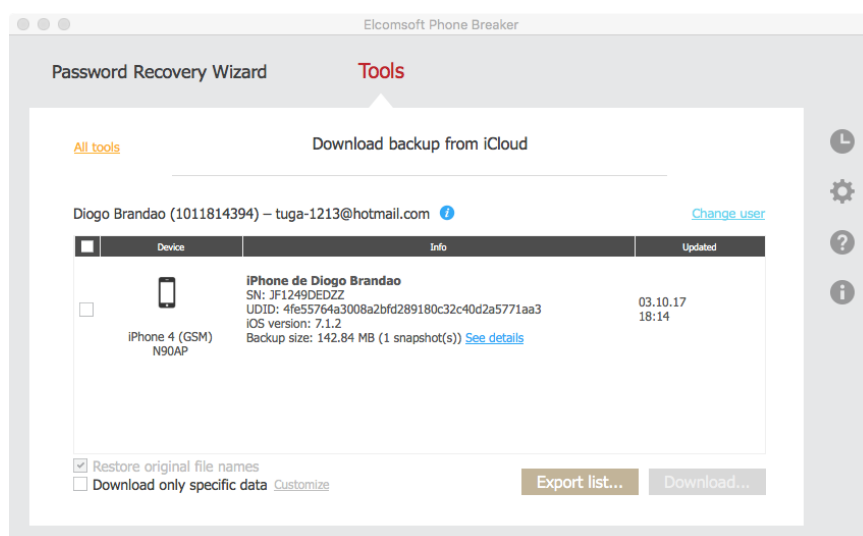 Elcomsoft Phone Breaker
Password Recovery Wizard
Tools
All tools
Download backup from iCloud
Diogo Brandao (1011814394) – tuga-1213@hotmail.com
Change user
Device
Info
Updated
iPhone 4 (GSM)
N90AP
iPhone de Diogo Brandao
SN: JF1249DEDZZ
UDID: 4fe55764a3008a2bfd289180c32c40d2a5771aa3
iOS version: 7.1.2
Backup size: 142.84 MB (1 snapshot(s)) See details
03.10.17
18:14
Restore original file names
Download only specific data Customize
Export list...
Download...